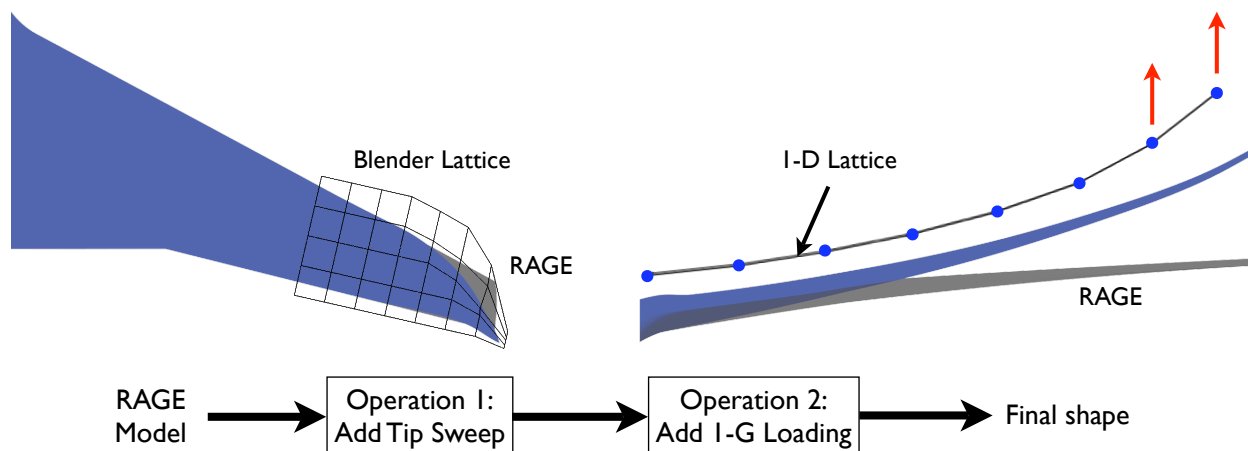 Blender Lattice
RAGE
1-D Lattice
RAGE
RAGE
Model
Operation 1:
Add Tip Sweep
Operation 2:
Add 1-G Loading
Final shape